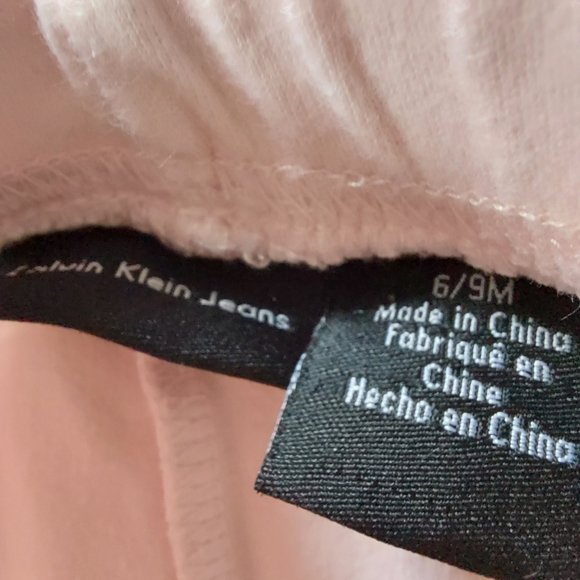 Calvin Klein Jeans
6/9M
Made in China
Fabriqué en
Chine
Hecho en China